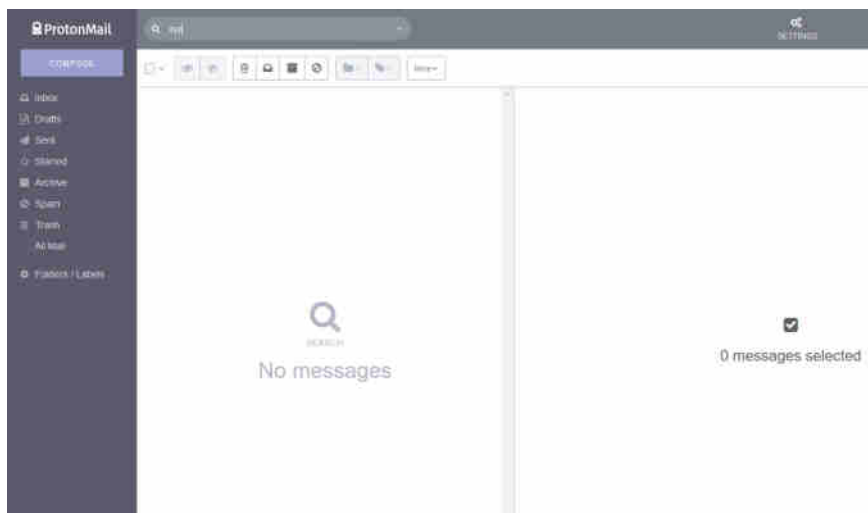 ProtonMail
SETTINGS
COMPOSE
More
Inbox
Drafts
Sent
Starred
Archive
Spam
Trash
All Mail
Folders / Labels
SEARCH
No messages
0 messages selected